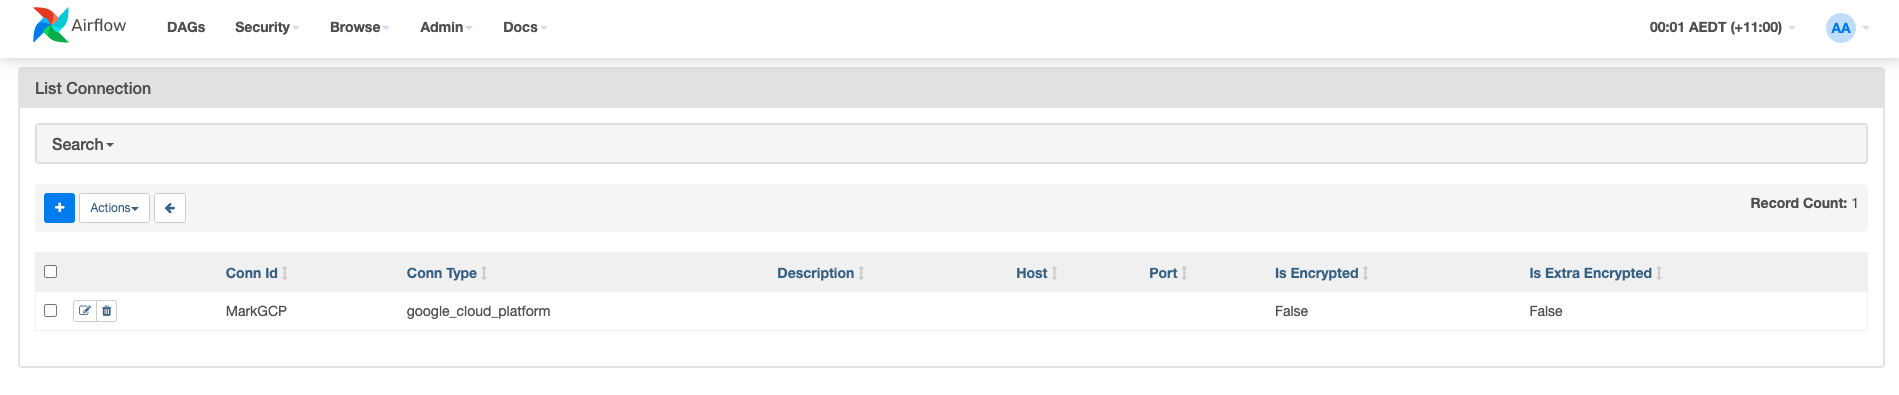 Airflow DAGs Security Browse Admin Docs 00:01 AEDT (+11:00) AA
List Connection
Search
+ Actions Record Count: 1
Conn Id Conn Type Description Host Port Is Encrypted Is Extra Encrypted
MarkGCP google_cloud_platform False False